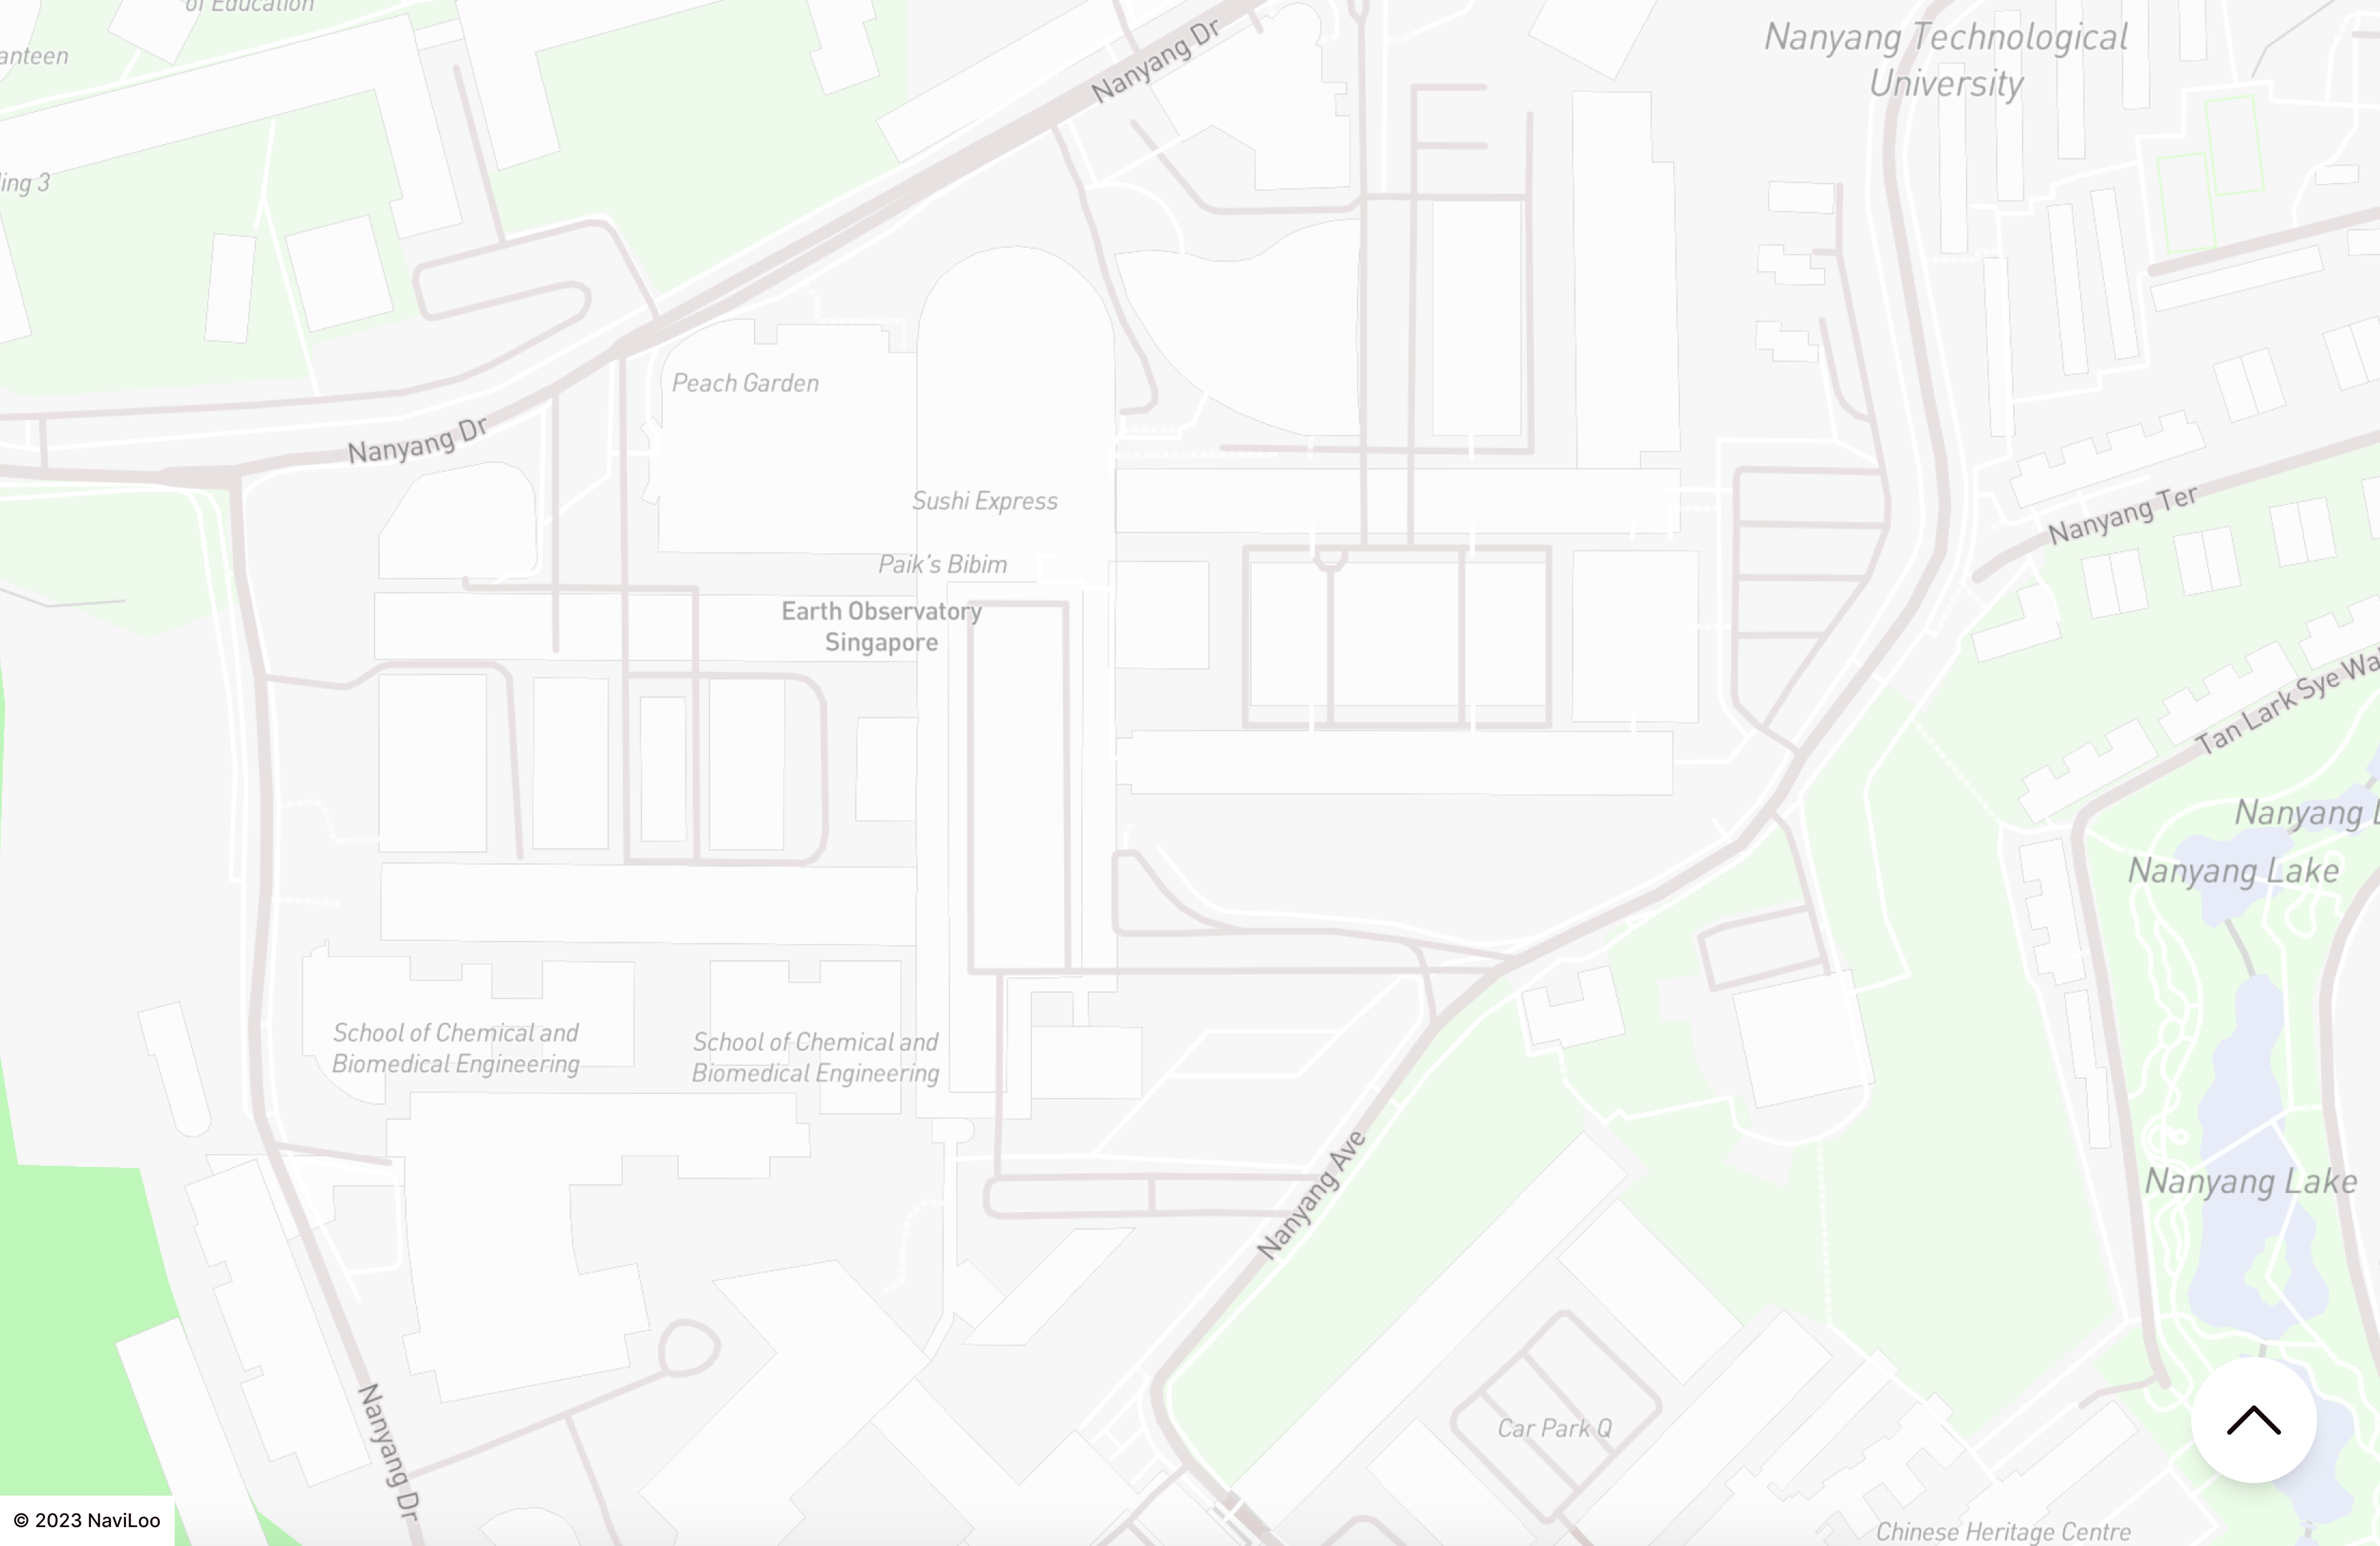 of Education
Nanyang Dr
Nanyang Technological
University
anteen
ing 3
Peach Garden
Nanyang Dr
Sushi Express
Nanyang Ter
Paik's Bibim
Earth Observatory
Singapore
Tan Lark Sye Wa
Nanyang L
Nanyang Lake
School of Chemical and
Biomedical Engineering
School of Chemical and
Biomedical Engineering
Nanyang Ave
Nanyang Lake
Car Park Q
Nanyang Dr
© 2023 NaviLoo
Chinese Heritage Centre